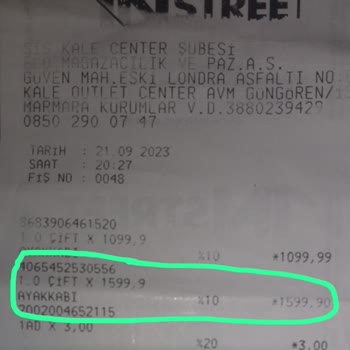 STREET
SIS KALE CENTER ŞUBESİ
MAĞAZACILIK VE PAZ.A.S.
GÜVEN MAH.ESKİ LONDRA ASFALTI NO:
KALE OUTLET CENTER AVM GÜNGÖREN/İS
MARMARA KURUMLAR V.D.3880239429
0850 290 07 47
TARİH : 21.09.2023
SAAT : 20:27
FİŞ NO : 0048
8683906461520
1.0 ÇİFT X 1099,9
%10 *1099,99
4065452530556
1.0 ÇİFT X 1599,9
AYAKKABI %10 *1599,90
2002004652115
1AD X 3,00
%20 *3,00